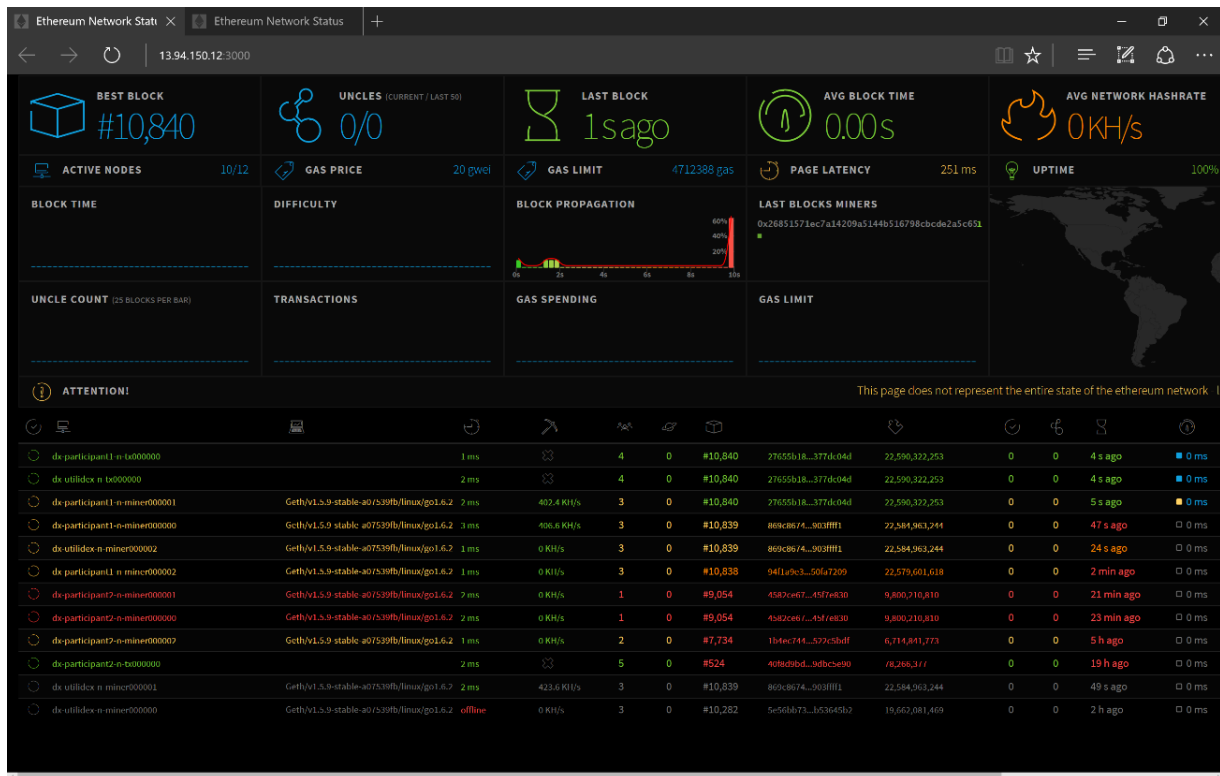 Ethereum Network Statu Ethereum Network Status
13.94.150.12:3000
BEST BLOCK
#10,840
UNCLES (CURRENT / LAST 50)
0/0
LAST BLOCK
1 s ago
AVG BLOCK TIME
0.00 s
AVG NETWORK HASHRATE
0 KH/s
ACTIVE NODES 10/12
GAS PRICE 20 gwei
GAS LIMIT 4712388 gas
PAGE LATENCY 251 ms
UPTIME 100%
BLOCK TIME
DIFFICULTY
BLOCK PROPAGATION
60%
40%
20%
0s 2s 4s 6s 8s 10s
LAST BLOCKS MINERS
0x26851571ec7a14209a5144b516798cbcde2a5c651
UNCLE COUNT (25 BLOCKS PER BAR)
TRANSACTIONS
GAS SPENDING
GAS LIMIT
ATTENTION!
This page does not represent the entire state of the ethereum network
dx-participant1-n-tx000000 1 ms 4 0 #10,840 27655b18...377dc04d 22,590,322,253 0 0 4 s ago 0 ms
dx-utilidex-n-tx000000 2 ms 4 0 #10,840 27655b18...377dc04d 22,590,322,253 0 0 4 s ago 0 ms
dx-participant1-n-miner000001 Geth/v1.5.9-stable-a07539fb/linux/go1.6.2 2 ms 402.4 KH/s 3 0 #10,840 27655b18...377dc04d 22,590,322,253 0 0 5 s ago 0 ms
dx-participant1-n-miner000000 Geth/v1.5.9-stable-a07539fb/linux/go1.6.2 3 ms 406.6 KH/s 3 0 #10,839 869c8674...903ffff1 22,584,963,244 0 0 47 s ago 0 ms
dx-utilidex-n-miner000002 Geth/v1.5.9-stable-a07539fb/linux/go1.6.2 1 ms 0 KH/s 3 0 #10,839 869c8674...903ffff1 22,584,963,244 0 0 24 s ago 0 ms
dx-participant1-n-miner000002 Geth/v1.5.9-stable-a07539fb/linux/go1.6.2 1 ms 0 KH/s 3 0 #10,838 94f1a9e3...50fa7209 22,579,601,618 0 0 2 min ago 0 ms
dx-participant2-n-miner000001 Geth/v1.5.9-stable-a07539fb/linux/go1.6.2 2 ms 0 KH/s 1 0 #9,054 4582ce67...45f7e830 9,800,210,810 0 0 21 min ago 0 ms
dx-participant2-n-miner000000 Geth/v1.5.9-stable-a07539fb/linux/go1.6.2 2 ms 0 KH/s 1 0 #9,054 4582ce67...45f7e830 9,800,210,810 0 0 23 min ago 0 ms
dx-participant2-n-miner000002 Geth/v1.5.9-stable-a07539fb/linux/go1.6.2 1 ms 0 KH/s 2 0 #7,734 1b4ec744...522c5bdf 6,714,841,773 0 0 5 h ago 0 ms
dx-participant2-n-tx000000 2 ms 5 0 #524 40f8d9bd...9dbc5e90 78,266,377 0 0 19 h ago 0 ms
dx-utilidex-n-miner000001 Geth/v1.5.9-stable-a07539fb/linux/go1.6.2 2 ms 423.6 KH/s 3 0 #10,839 869c8674...903ffff1 22,584,963,244 0 0 49 s ago 0 ms
dx-utilidex-n-miner000000 Geth/v1.5.9-stable-a07539fb/linux/go1.6.2 offline 0 KH/s 3 0 #10,282 5e56bb73...b53645b2 19,662,081,469 0 0 2 h ago 0 ms